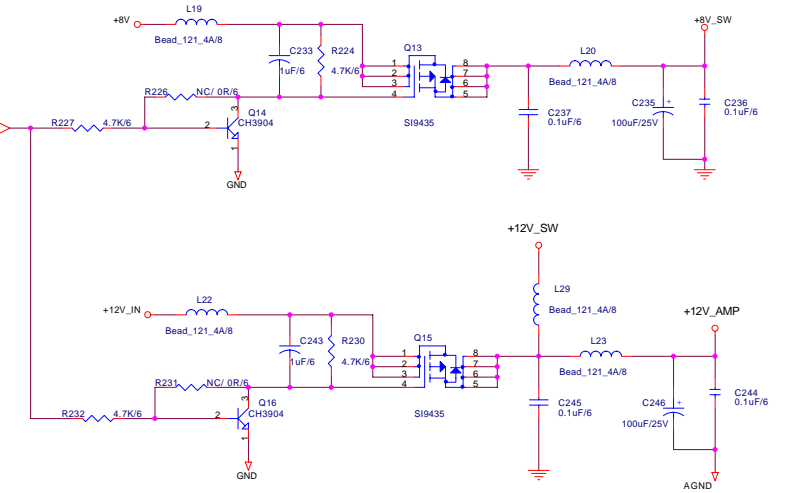 L19
+8V
Bead_121_4A/8
C233
1uF/6
R224
4.7K/6
Q13
1
2
3
4
8
7
6
5
SI9435
L20
Bead_121_4A/8
+8V_SW
C237
0.1uF/6
C235
+
100uF/25V
C236
0.1uF/6
R226
NC/ 0R/6
3
Q14
CH3904
2
1
GND
R227
4.7K/6
+12V_SW
L29
Bead_121_4A/8
+12V_IN
L22
Bead_121_4A/8
C243
1uF/6
R230
4.7K/6
Q15
1
2
3
4
8
7
6
5
SI9435
L23
Bead_121_4A/8
+12V_AMP
C245
0.1uF/6
C246
+
100uF/25V
C244
0.1uF/6
R231
NC/ 0R/6
3
Q16
CH3904
2
1
GND
R232
4.7K/6
AGND